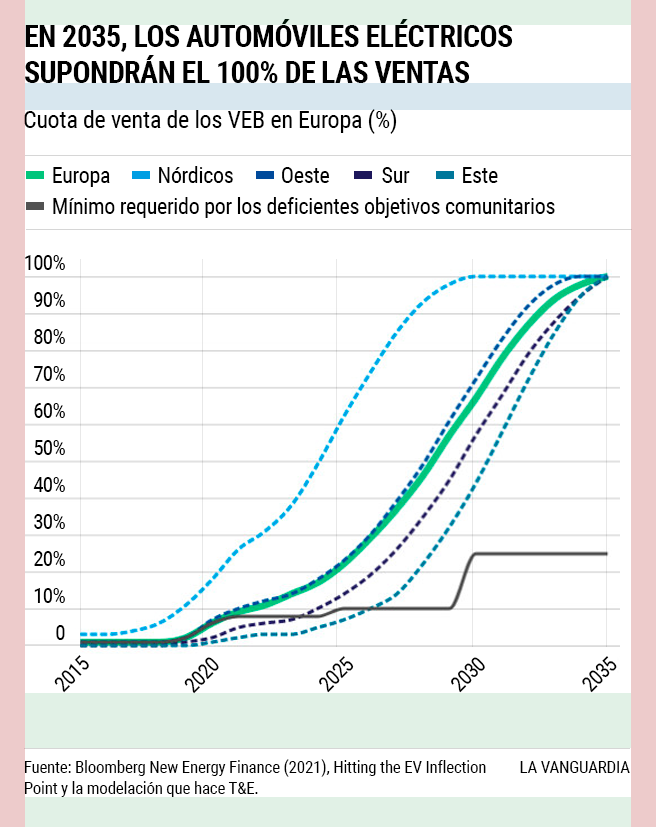 EN 2035, LOS AUTOMÓVILES ELÉCTRICOS
SUPONDRÁN EL 100% DE LAS VENTAS
Cuota de venta de los VEB en Europa (%)
Europa Nórdicos Oeste Sur Este
Mínimo requerido por los deficientes objetivos comunitarios
100%
90%
80%
70%
60%
50%
40%
30%
20%
10%
0
2015 2020 2025 2030 2035
Fuente: Bloomberg New Energy Finance (2021), Hitting the EV Inflection LA VANGUARDIA
Point y la modelación que hace T&E.